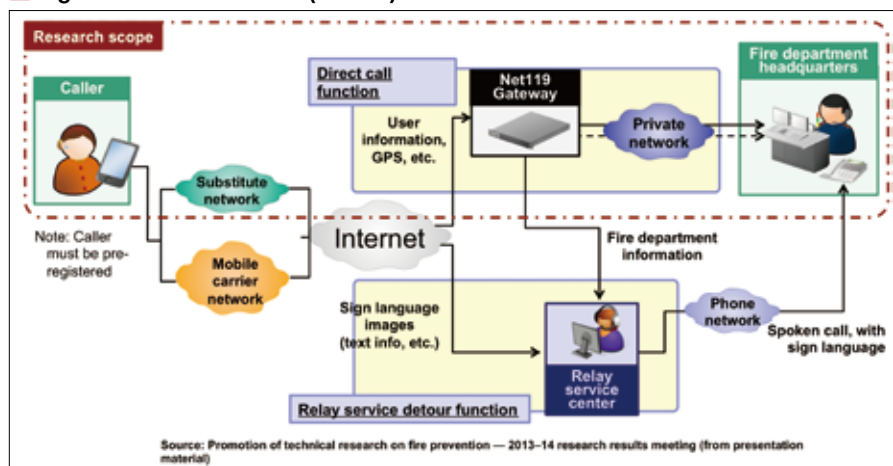 Research scope
Caller
Direct call
function
Net119
Gateway
Fire department
headquarters
User
information,
GPS, etc.
Private
network
Substitute
network
Internet
Note: Caller
must be pre-
registered
Mobile
carrier
network
Fire department
information
Sign language
images
(text info, etc.)
Phone
network
Spoken call, with
sign language
Relay
service
center
Relay service detour function
Source: Promotion of technical research on fire prevention — 2013–14 research results meeting (from presentation
material)